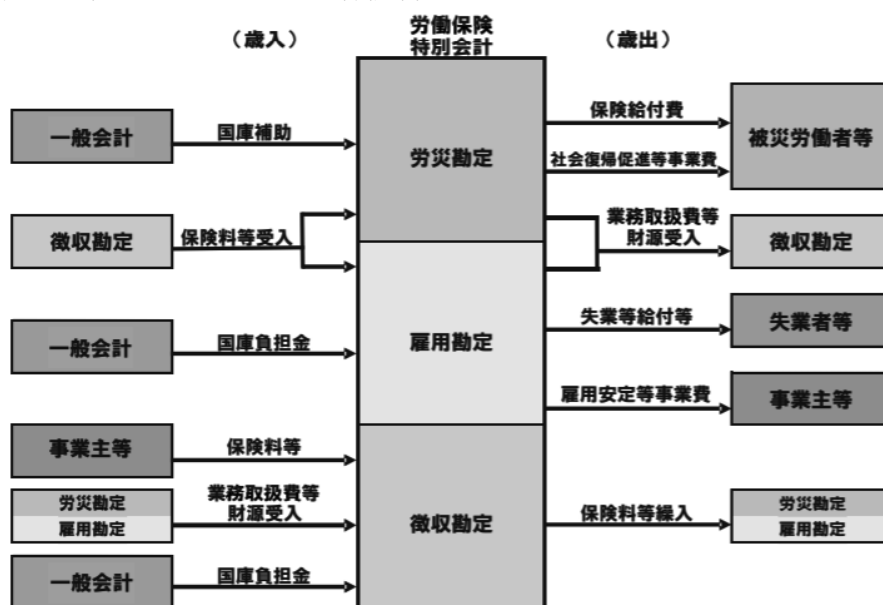 （歳入）
労働保険
特別会計
（歳出）
一般会計
国庫補助
労災勘定
保険給付費
社会復帰促進等事業費
被災労働者等
徴収勘定
保険料等受入
業務取扱費等
財源受入
徴収勘定
一般会計
国庫負担金
雇用勘定
失業等給付等
失業者等
雇用安定等事業費
事業主等
事業主等
保険料等
労災勘定
雇用勘定
業務取扱費等
財源受入
徴収勘定
保険料等繰入
労災勘定
雇用勘定
一般会計
国庫負担金